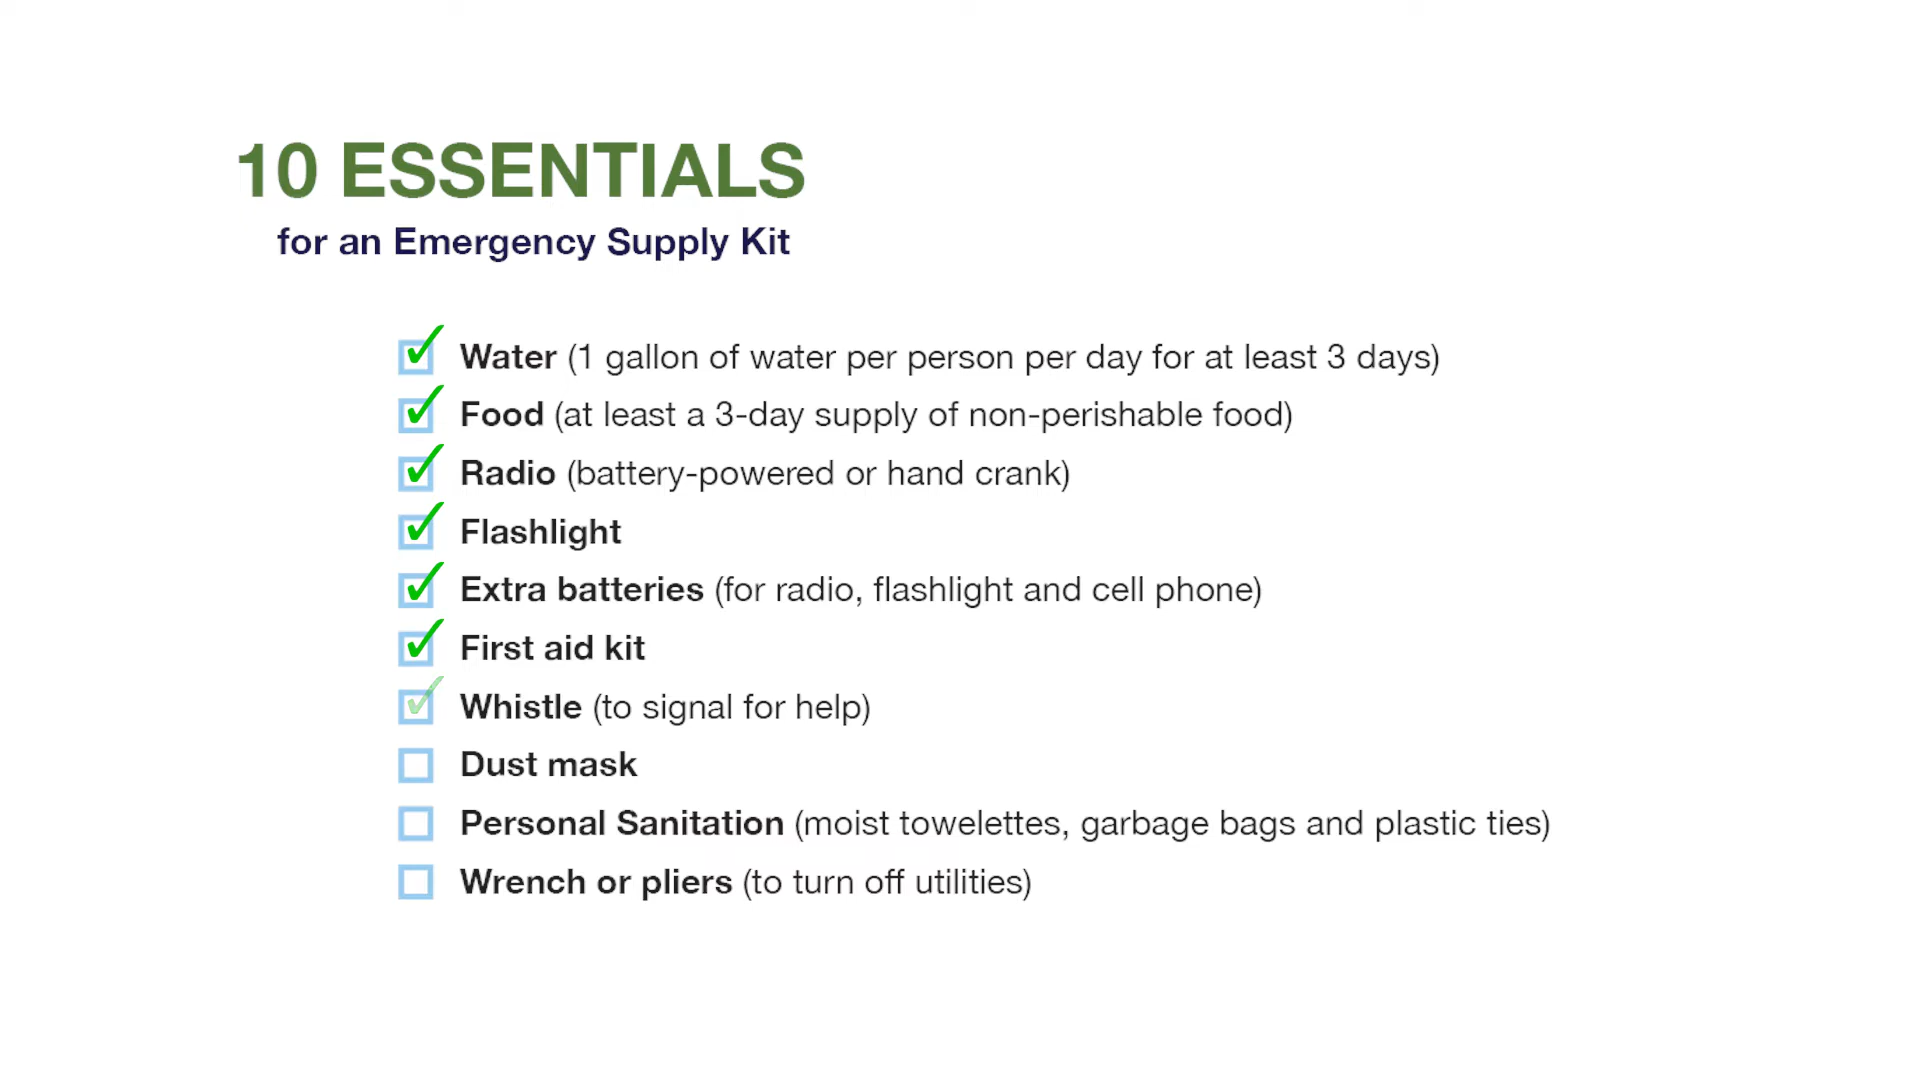 10 ESSENTIALS
for an Emergency Supply Kit
Water (1 gallon of water per person per day for at least 3 days)
Food (at least a 3-day supply of non-perishable food)
Radio (battery-powered or hand crank)
Flashlight
Extra batteries (for radio, flashlight and cell phone)
First aid kit
Whistle (to signal for help)
Dust mask
Personal Sanitation (moist towelettes, garbage bags and plastic ties)
Wrench or pliers (to turn off utilities)